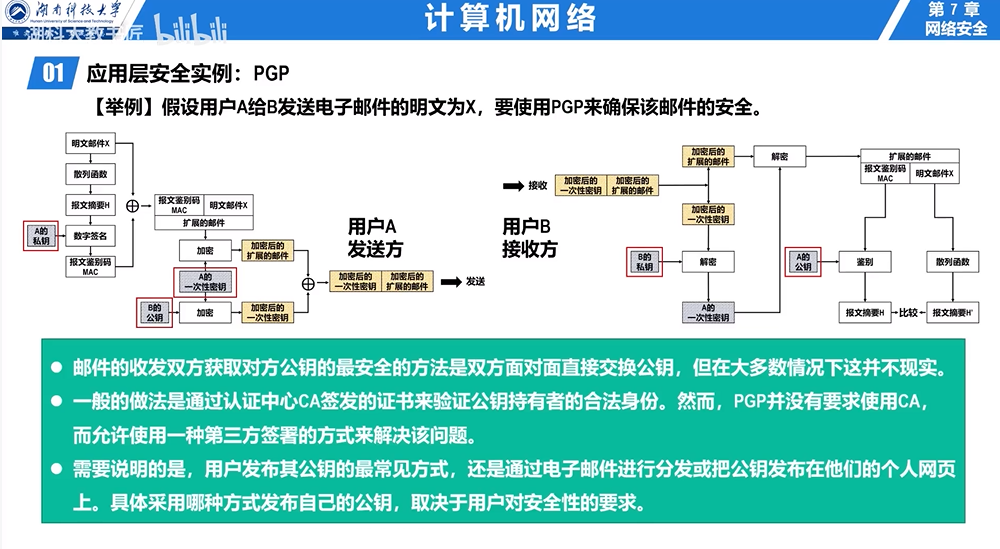 湖南科技大学
Hunan University of Science and Technology
计算机网络
第 7 章
网络安全
bilibili
01
应用层安全实例：PGP
【举例】假设用户A给B发送电子邮件的明文为X，要使用PGP来确保该邮件的安全。
明文邮件X
散列函数
报文摘要H
A的
私钥
数字签名
报文鉴别码
MAC
报文鉴别码
MAC
明文邮件X
扩展的邮件
加密
加密后的
扩展的邮件
A的
一次性密钥
B的
公钥
加密
加密后的
一次性密钥
用户A
发送方
加密后的
一次性密钥
加密后的
扩展的邮件
发送
用户B
接收方
接收
加密后的
一次性密钥
加密后的
扩展的邮件
加密后的
扩展的邮件
解密
加密后的
一次性密钥
B的
私钥
解密
A的
一次性密钥
扩展的邮件
报文鉴别码
MAC
明文邮件X
A的
公钥
鉴别
散列函数
报文摘要H
比较
报文摘要H'
邮件的收发双方获取对方公钥的最安全的方法是双方面对面直接交换公钥，但在大多数情况下这并不现实。
一般的做法是通过认证中心CA签发的证书来验证公钥持有者的合法身份。然而，PGP并没有要求使用CA，
而允许使用一种第三方签署的方式来解决该问题。
需要说明的是，用户发布其公钥的最常见方式，还是通过电子邮件进行分发或把公钥发布在他们的个人网页
上。具体采用哪种方式发布自己的公钥，取决于用户对安全性的要求。